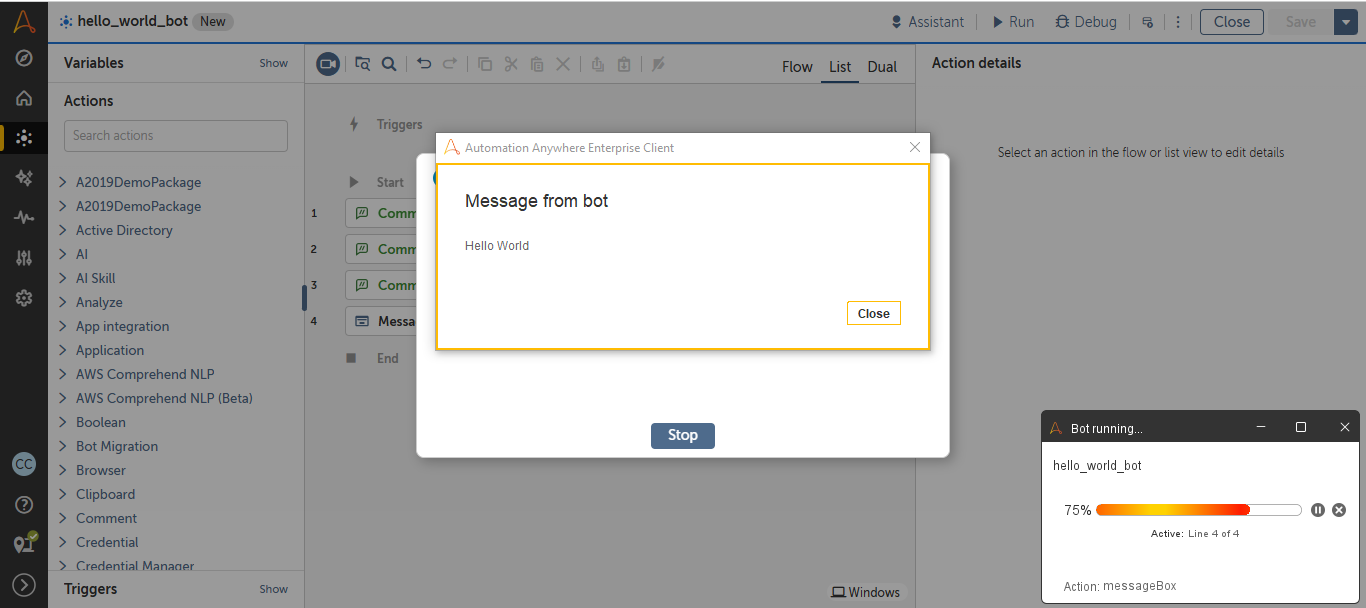 hello_world_bot New
Assistant Run Debug Close Save
Variables Show
Actions
Search actions
A2019DemoPackage
A2019DemoPackage
Active Directory
AI
AI Skill
Analyze
App integration
Application
AWS Comprehend NLP
AWS Comprehend NLP (Beta)
Boolean
Bot Migration
Browser
Clipboard
Comment
Credential
Credential Manager
Triggers Show
CC
Flow List Dual
Triggers
Start
1 Comm
2 Comm
3 Comm
4 Messa
End
Windows
Automation Anywhere Enterprise Client
Message from bot
Hello World
Close
Stop
Action details
Select an action in the flow or list view to edit details
Bot running...
hello_world_bot
75%
Active: Line 4 of 4
Action: messageBox